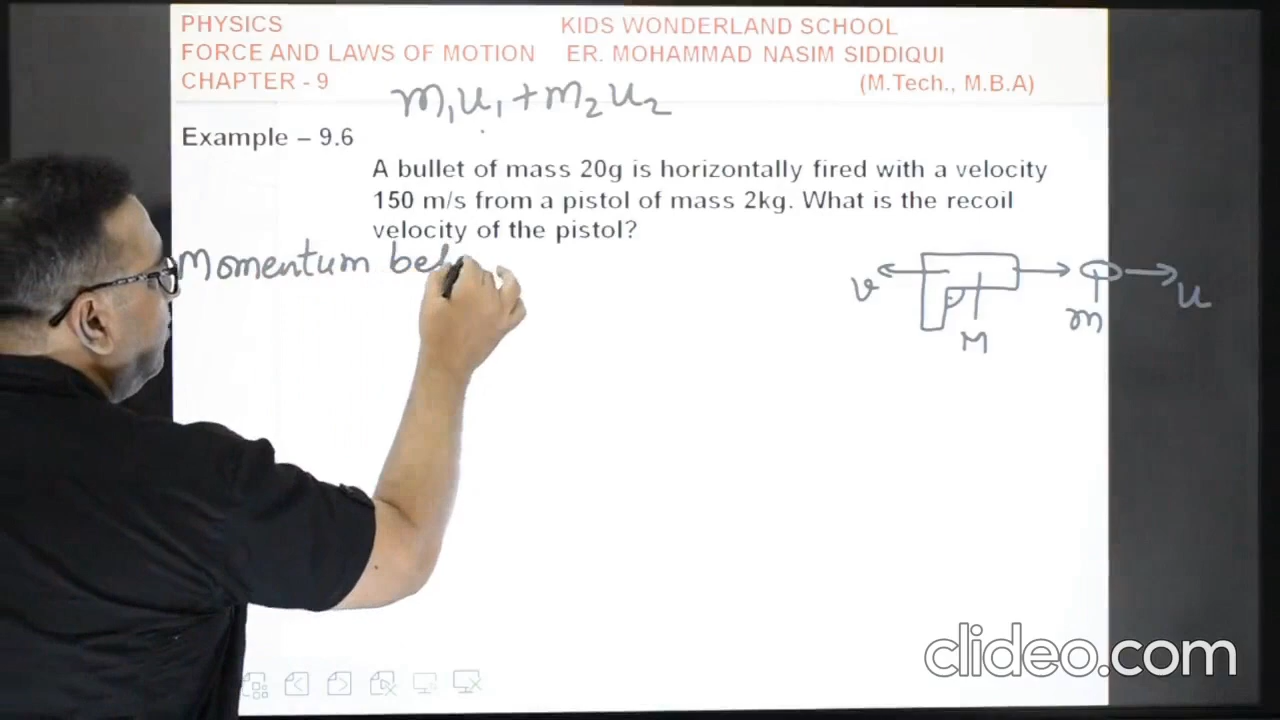 PHYSICS KIDS WONDERLAND SCHOOL
FORCE AND LAWS OF MOTION ER. MOHAMMAD NASIM SIDDIQUI
CHAPTER - 9 (M.Tech., M.B.A)
m₁u₁ + m₂u₂
Example – 9.6
A bullet of mass 20g is horizontally fired with a velocity
150 m/s from a pistol of mass 2kg. What is the recoil
velocity of the pistol?
Momentum bef
v M m u
clideo.com